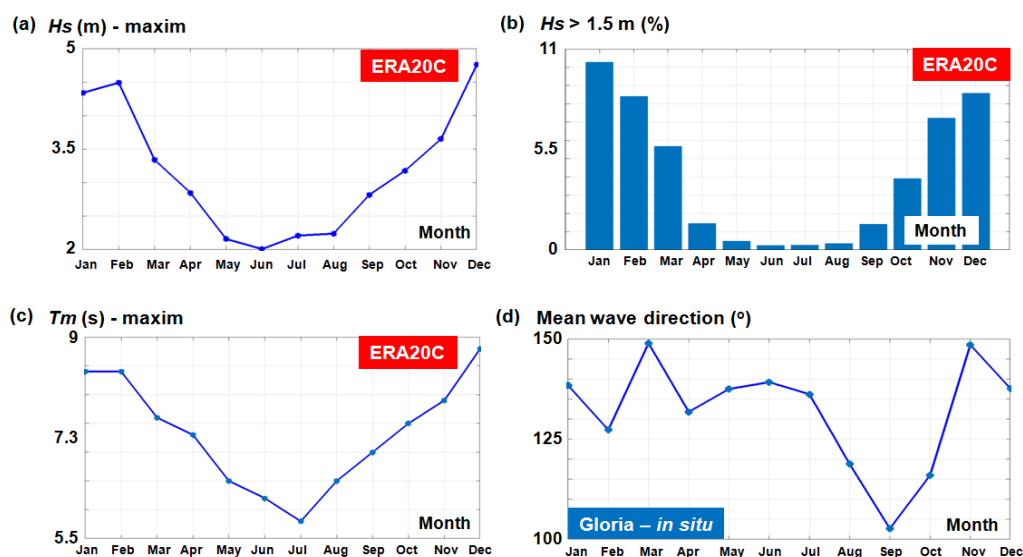 (a) Hs (m) - maxim
5
3.5
2
ERA20C
Month
Jan Feb Mar Apr May Jun Jul Aug Sep Oct Nov Dec
(b) Hs > 1.5 m (%)
11
5.5
0
ERA20C
Month
Jan Feb Mar Apr May Jun Jul Aug Sep Oct Nov Dec
(c) Tm (s) - maxim
9
7.3
5.5
ERA20C
Month
Jan Feb Mar Apr May Jun Jul Aug Sep Oct Nov Dec
(d) Mean wave direction (º)
150
125
100
Gloria – in situ
Month
Jan Feb Mar Apr May Jun Jul Aug Sep Oct Nov Dec